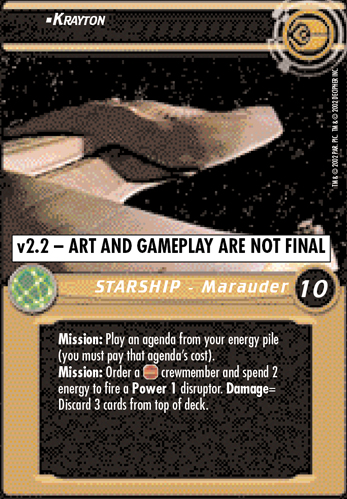 ▪KRAYTON
3
™ & © 2002 PAR. PIC. TM & © 2002 DECIPHER INC.
v2.2 – ART AND GAMEPLAY ARE NOT FINAL
STARSHIP - Marauder 10
Mission: Play an agenda from your energy pile
(you must pay that agenda's cost).
Mission: Order a crewmember and spend 2
energy to fire a Power 1 disruptor. Damage=
Discard 3 cards from top of deck.